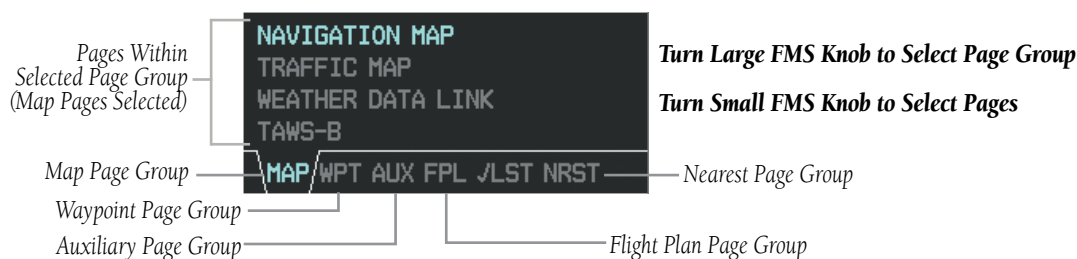 Pages Within
Selected Page Group
(Map Pages Selected)
NAVIGATION MAP
TRAFFIC MAP
WEATHER DATA LINK
TAWS-B
Turn Large FMS Knob to Select Page Group
Turn Small FMS Knob to Select Pages
Map Page Group
MAP WPT AUX FPL ✓LST NRST
Nearest Page Group
Waypoint Page Group
Auxiliary Page Group
Flight Plan Page Group